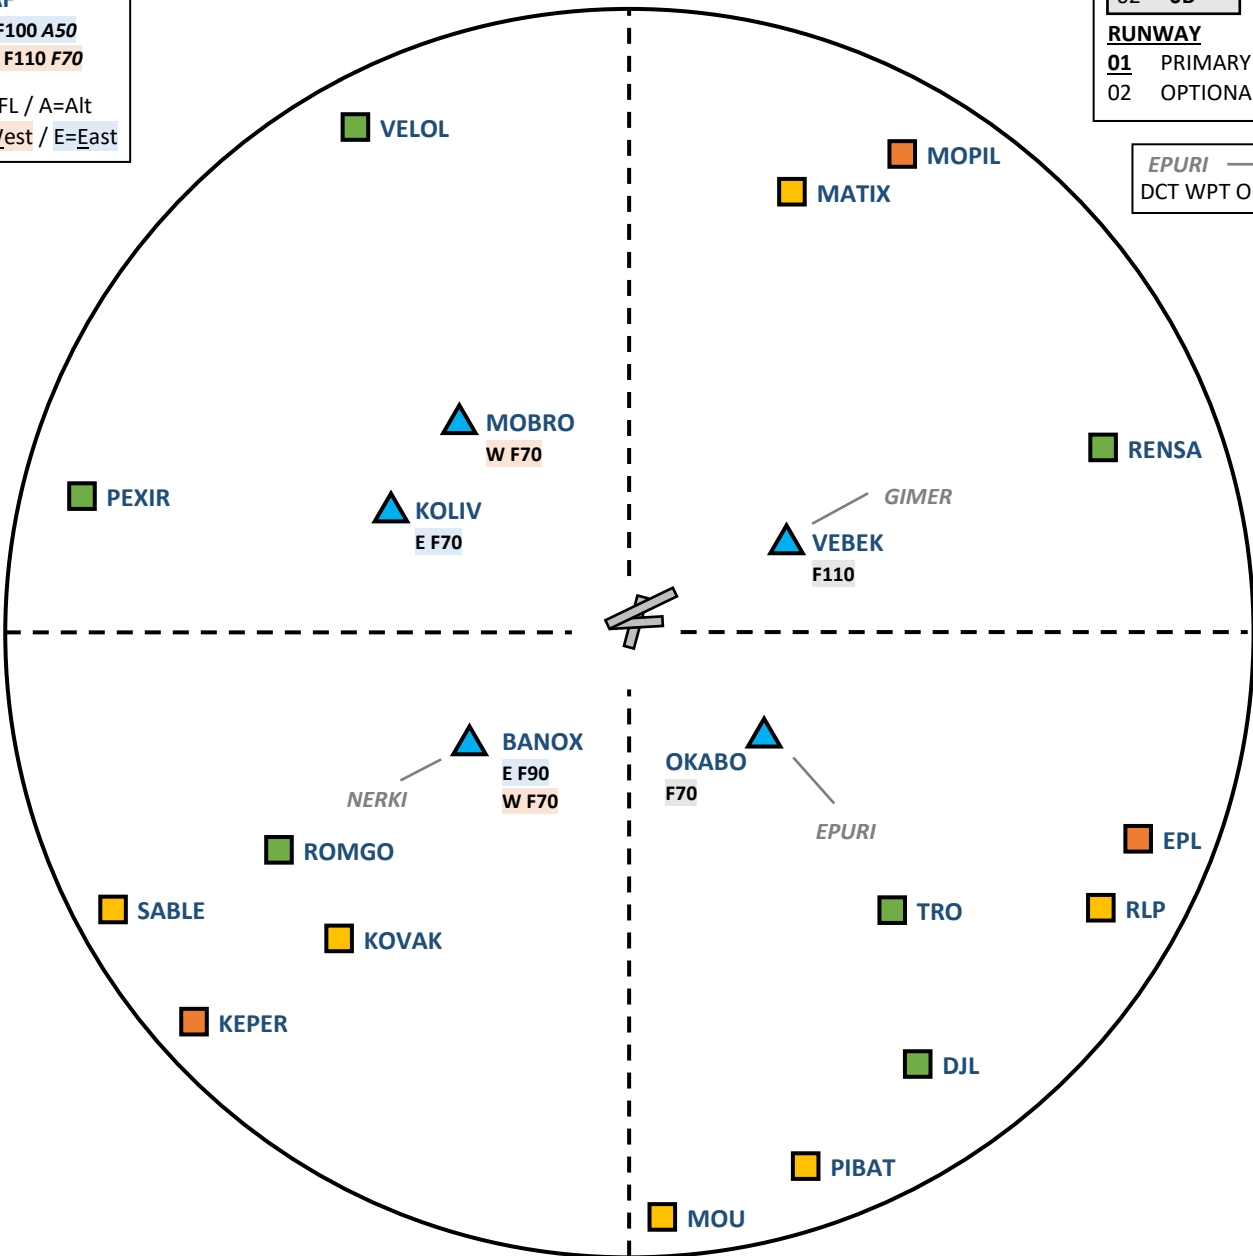 F100 A50
F110 F70
FL / A=Alt
/ E=East
RUNWAY
01 PRIMARY
02
EPURI
DCT WPT
VELOL
MOPIL
MATIX
MOBRO
W F70
RENSA
PEXIR
KOLIV
E F70
GIMER
VEBEK
F110
BANOX
E F90
W F70
NERKI
OKABO
F70
EPURI
ROMGO
EPL
SABLE
KOVAK
TRO
RLP
KEPER
DJL
PIBAT
MOU